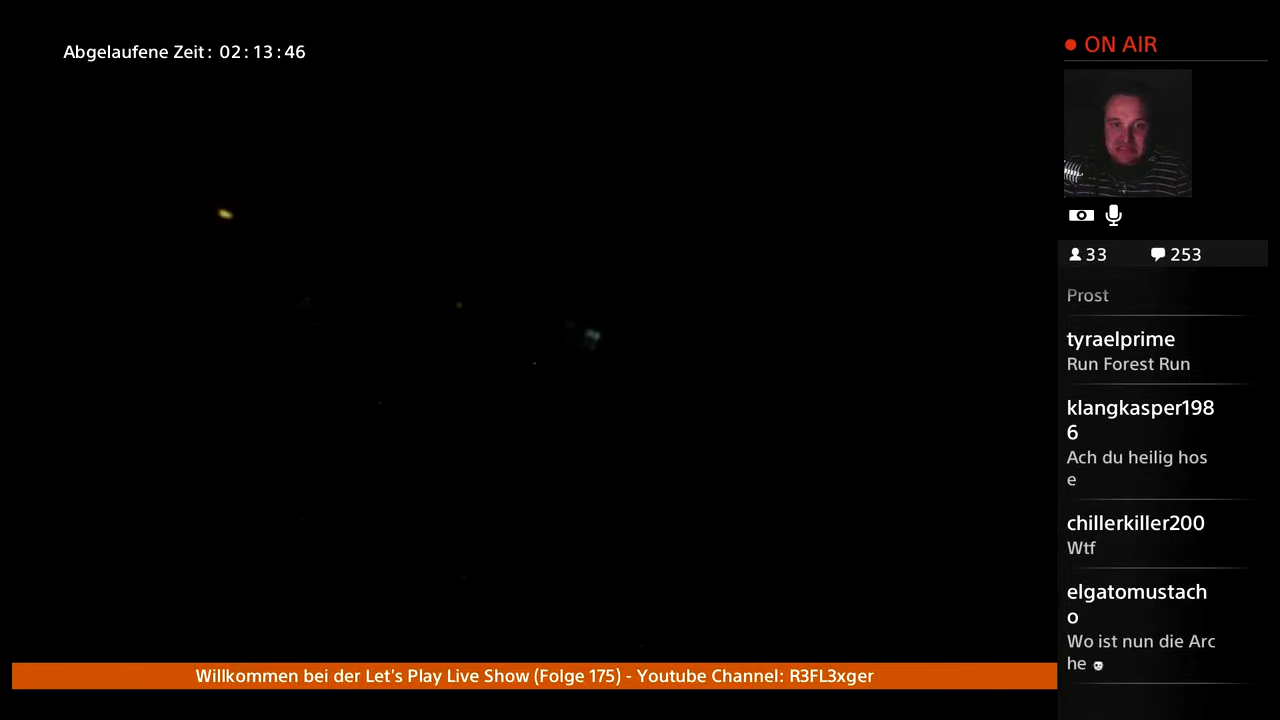 Abgelaufene Zeit: 02:13:46
ON AIR
33 253
Prost
tyraelprime
Run Forest Run
klangkasper198
6
Ach du heilig hos
e
chillerkiller200
Wtf
elgatomustach
o
Wo ist nun die Arc
he
Willkommen bei der Let's Play Live Show (Folge 175) - Youtube Channel: R3FL3xger